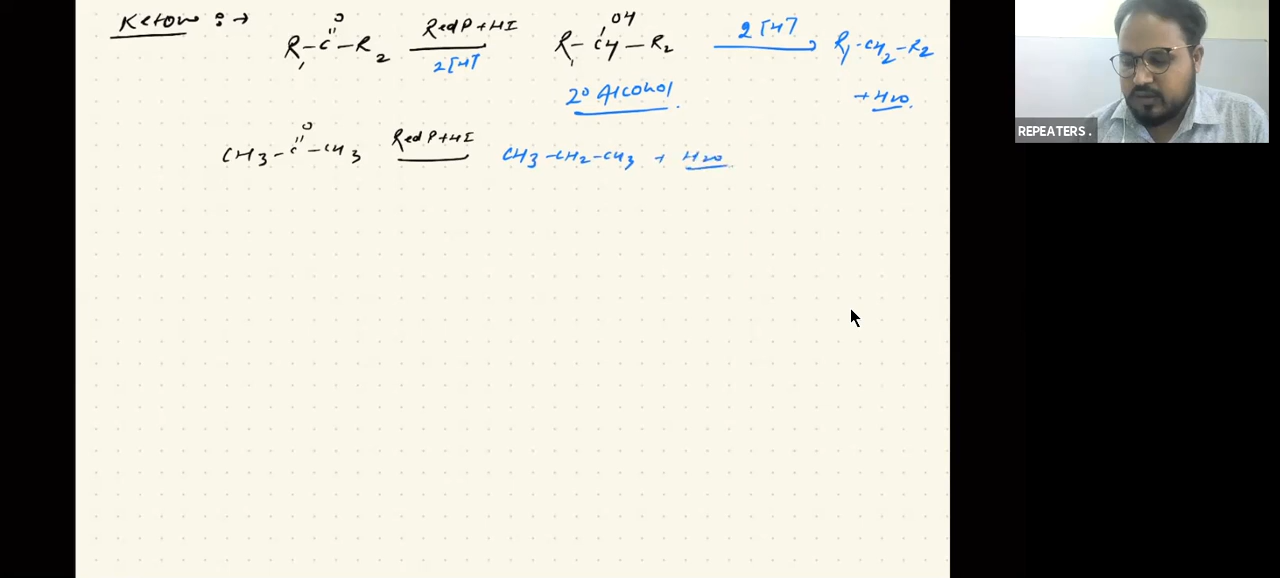 Ketone :→ R₁-C(=O)-R₂ Red P + HI / 2[H] R₁-CH(OH)-R₂ 2[H] → R₁-CH₂-R₂
2° Alcohol. + H₂O.
CH₃-C(=O)-CH₃ Red P + HI CH₃-CH₂-CH₃ + H₂O
REPEATERS.